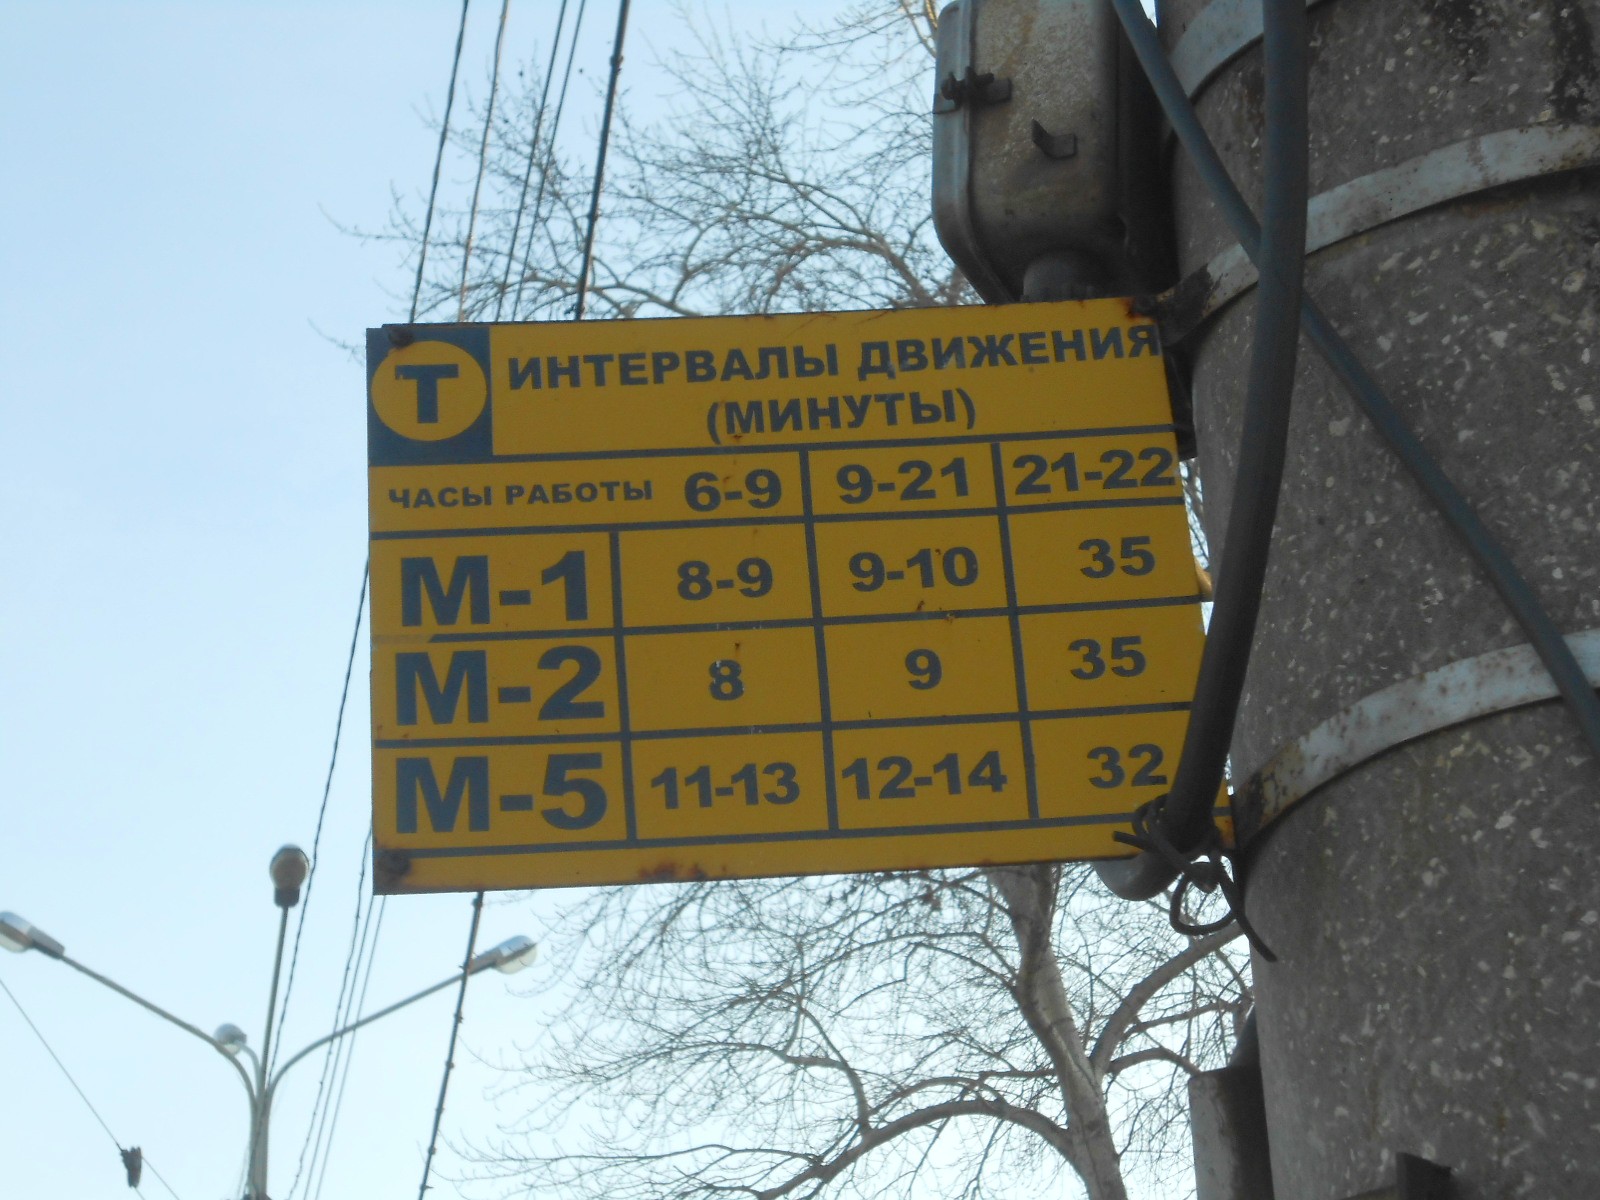 Т ИНТЕРВАЛЫ ДВИЖЕНИЯ
(МИНУТЫ)
ЧАСЫ РАБОТЫ 6-9 9-21 21-22
М-1 8-9 9-10 35
М-2 8 9 35
М-5 11-13 12-14 32